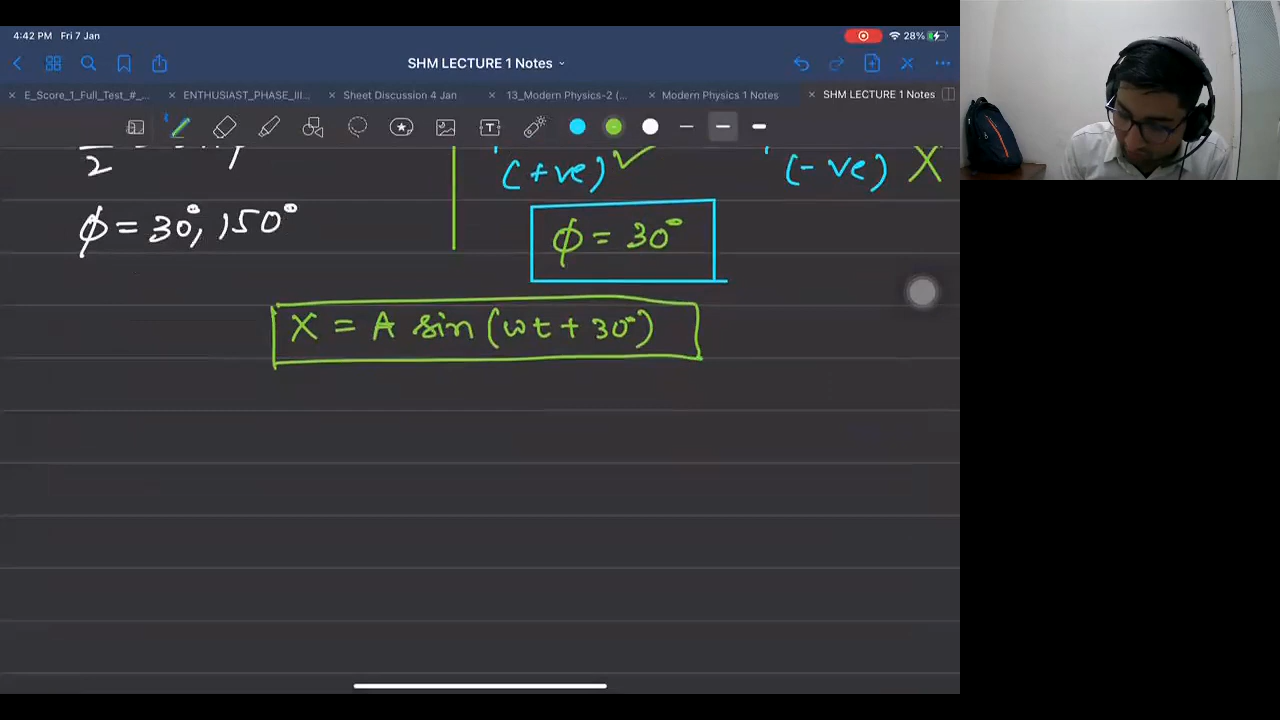 4:42 PM Fri 7 Jan
28%
SHM LECTURE 1 Notes
E_Score_1_Full_Test_#_...
ENTHUSIAST_PHASE_III...
Sheet Discussion 4 Jan
13_Modern Physics-2 (...
Modern Physics 1 Notes
SHM LECTURE 1 Notes
2
(+ve) ✓
(-ve) X
ϕ = 30°, 150°
ϕ = 30°
X = A sin (ωt + 30°)